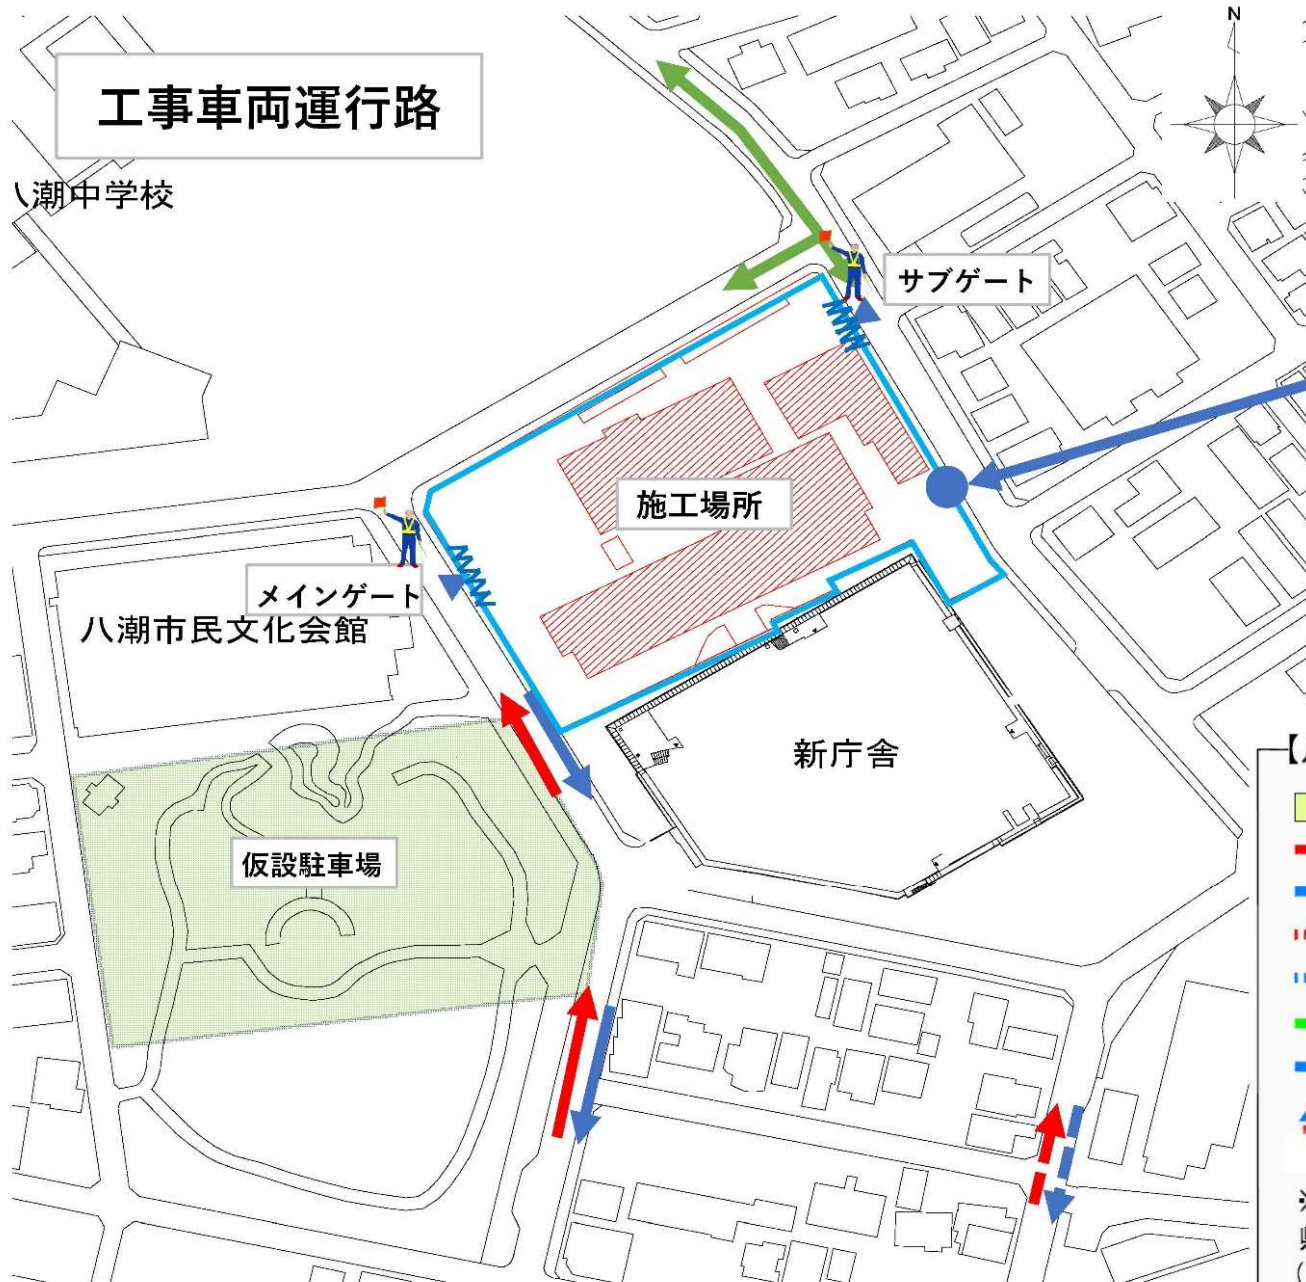 N
工事車両運行路
八潮中学校
サブゲート
施工場所
メインゲート
八潮市民文化会館
新庁舎
仮設駐車場
【
※
県
(